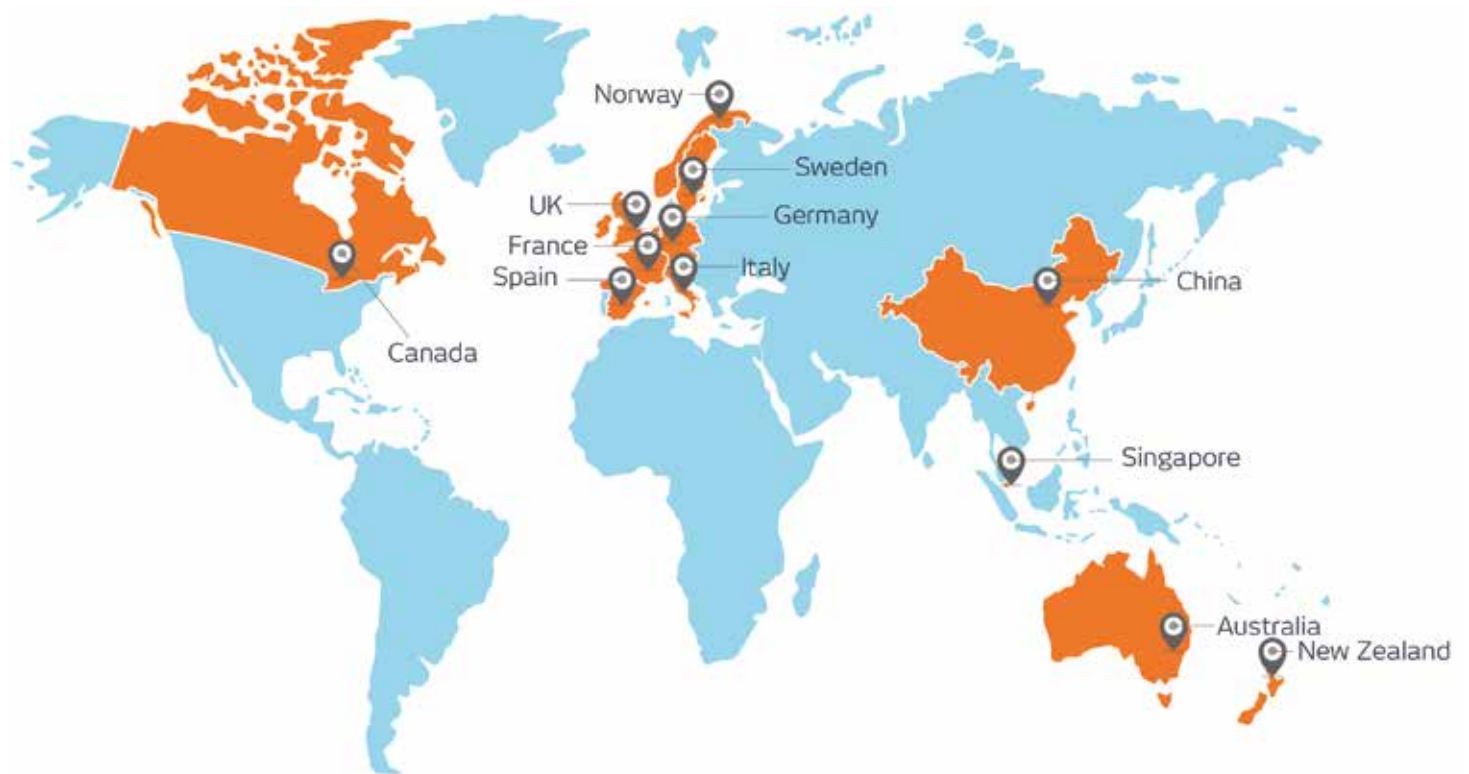 Norway
Sweden
UK
Germany
France
Italy
Spain
China
Canada
Singapore
Australia
New Zealand